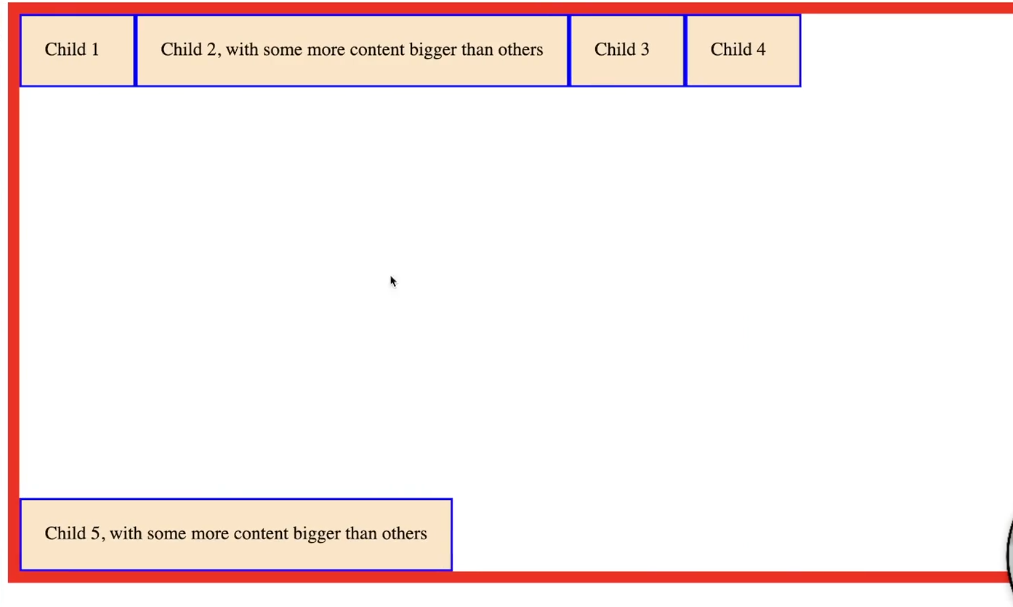 Child 1
Child 2, with some more content bigger than others
Child 3
Child 4
Child 5, with some more content bigger than others